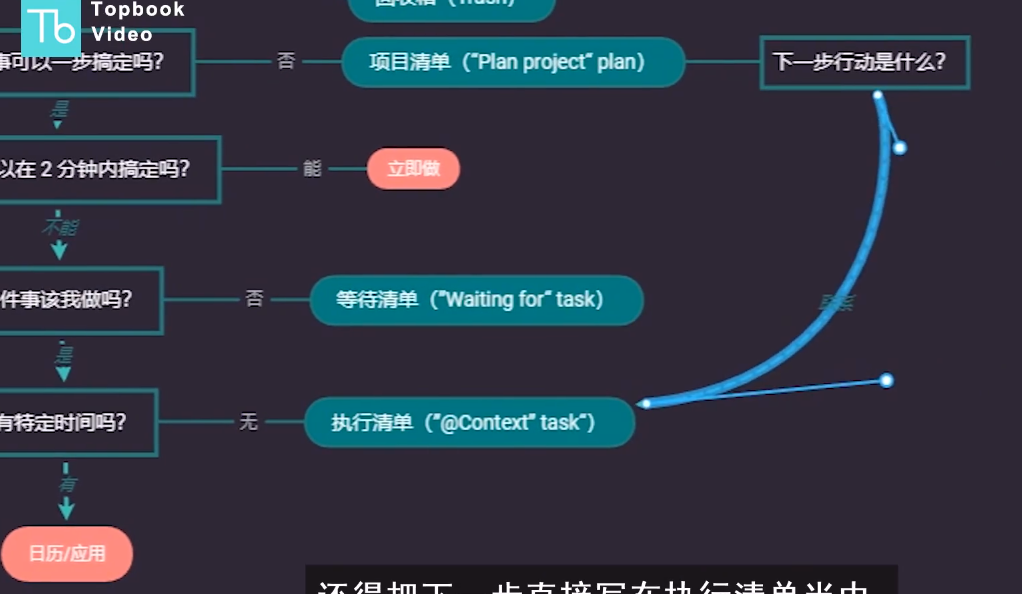 Topbook
Video
Tb
事可以一步搞定吗?
否
项目清单（“Plan project“ plan）
下一步行动是什么?
是
以在 2 分钟内搞定吗?
能
立即做
不能
件事该我做吗?
否
等待清单（”Waiting for“ task）
是
有特定时间吗?
无
执行清单（”@Context” task“）
有
日历/应用
还得把下一步直接写在执行清单当中